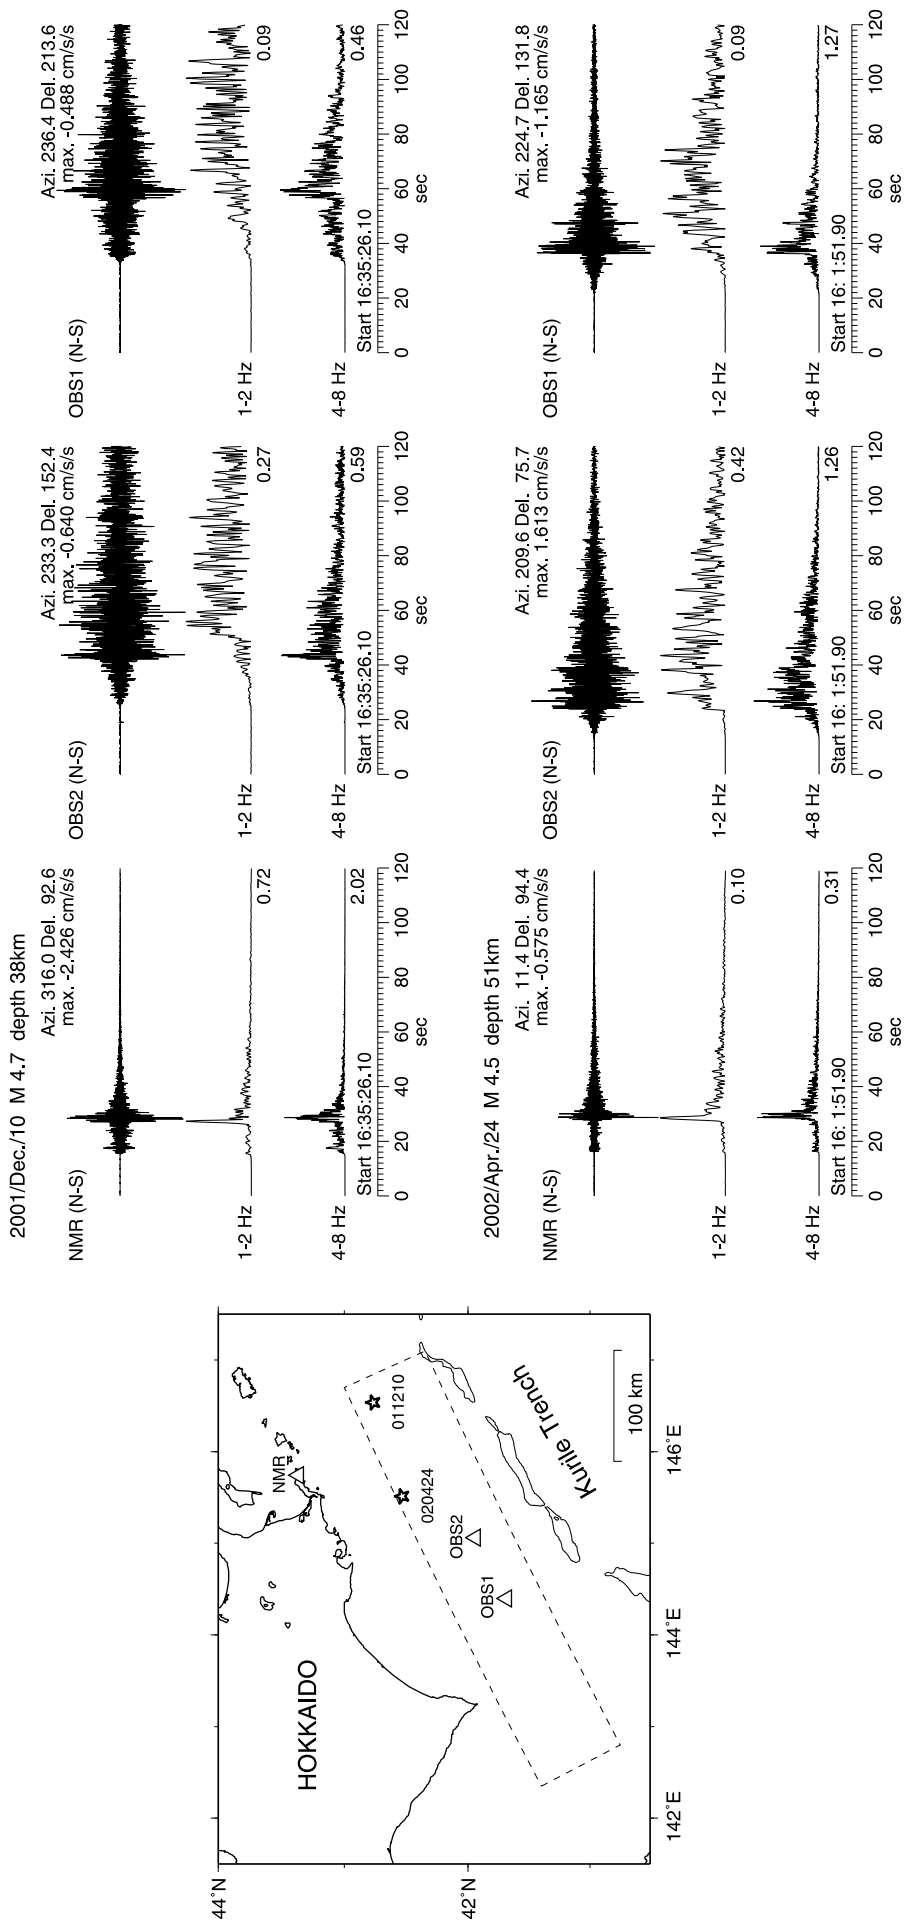 44˚N
42˚N
142˚E
144˚E
146˚E
HOKKAIDO
NMR
011210
020424
OBS2
OBS1
Kurile Trench
100 km
2001/Dec./10  M 4.7  depth 38km
NMR (N-S)
Azi. 316.0 Del.  92.6
max. -2.426 cm/s/s
1-2 Hz
0.72
4-8 Hz
2.02
Start 16:35:26.10
0 20 40 60 80 100 120
sec
OBS2 (N-S)
Azi. 233.3 Del. 152.4
max. -0.640 cm/s/s
1-2 Hz
0.27
4-8 Hz
0.59
Start 16:35:26.10
0 20 40 60 80 100 120
sec
OBS1 (N-S)
Azi. 236.4 Del. 213.6
max. -0.488 cm/s/s
1-2 Hz
0.09
4-8 Hz
0.46
Start 16:35:26.10
0 20 40 60 80 100 120
sec
2002/Apr./24  M 4.5  depth 51km
NMR (N-S)
Azi.  11.4 Del.  94.4
max. -0.575 cm/s/s
1-2 Hz
0.10
4-8 Hz
0.31
Start 16: 1:51.90
0 20 40 60 80 100 120
sec
OBS2 (N-S)
Azi. 209.6 Del.  75.7
max. 1.613 cm/s/s
1-2 Hz
0.42
4-8 Hz
1.26
Start 16: 1:51.90
0 20 40 60 80 100 120
sec
OBS1 (N-S)
Azi. 224.7 Del. 131.8
max. -1.165 cm/s/s
1-2 Hz
0.09
4-8 Hz
1.27
Start 16: 1:51.90
0 20 40 60 80 100 120
sec